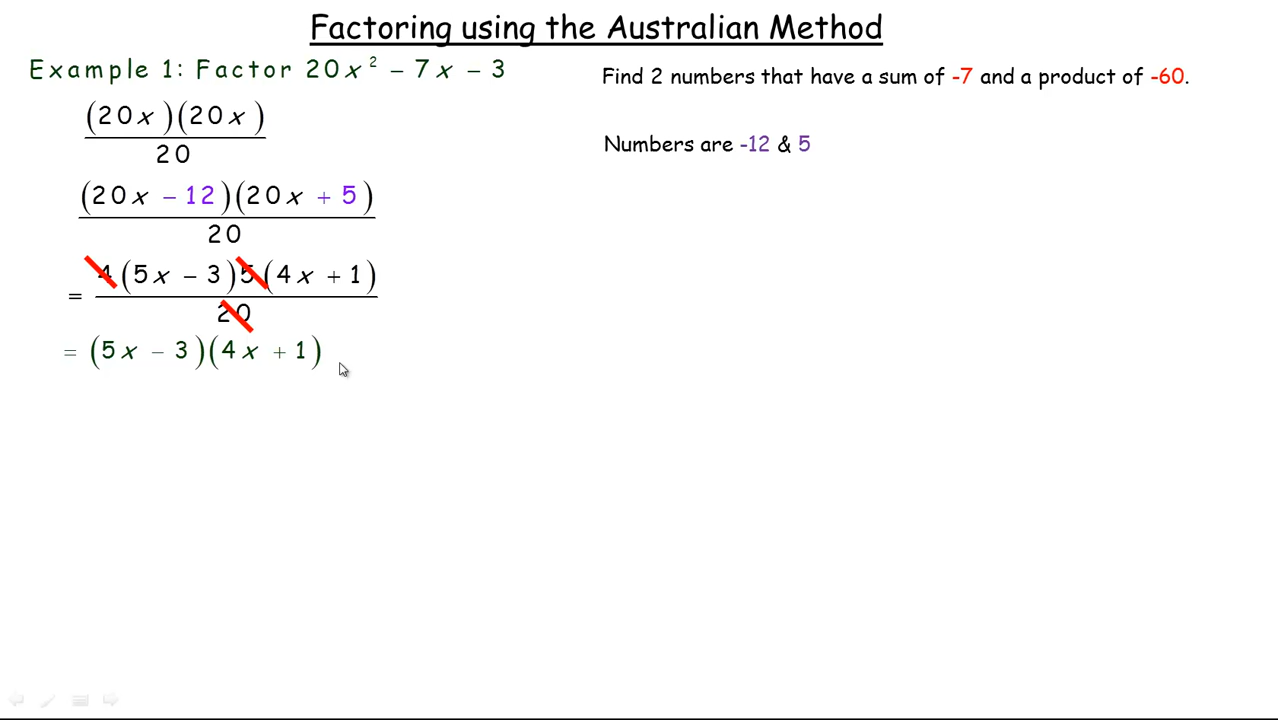 Factoring using the Australian Method
Example 1: Factor 20x² − 7x − 3
(20x )(20x )
20
(20x − 12)(20x + 5)
20
= 4(5x − 3)5(4x + 1)
20
= (5x − 3)(4x + 1)
Find 2 numbers that have a sum of -7 and a product of -60.
Numbers are -12 & 5